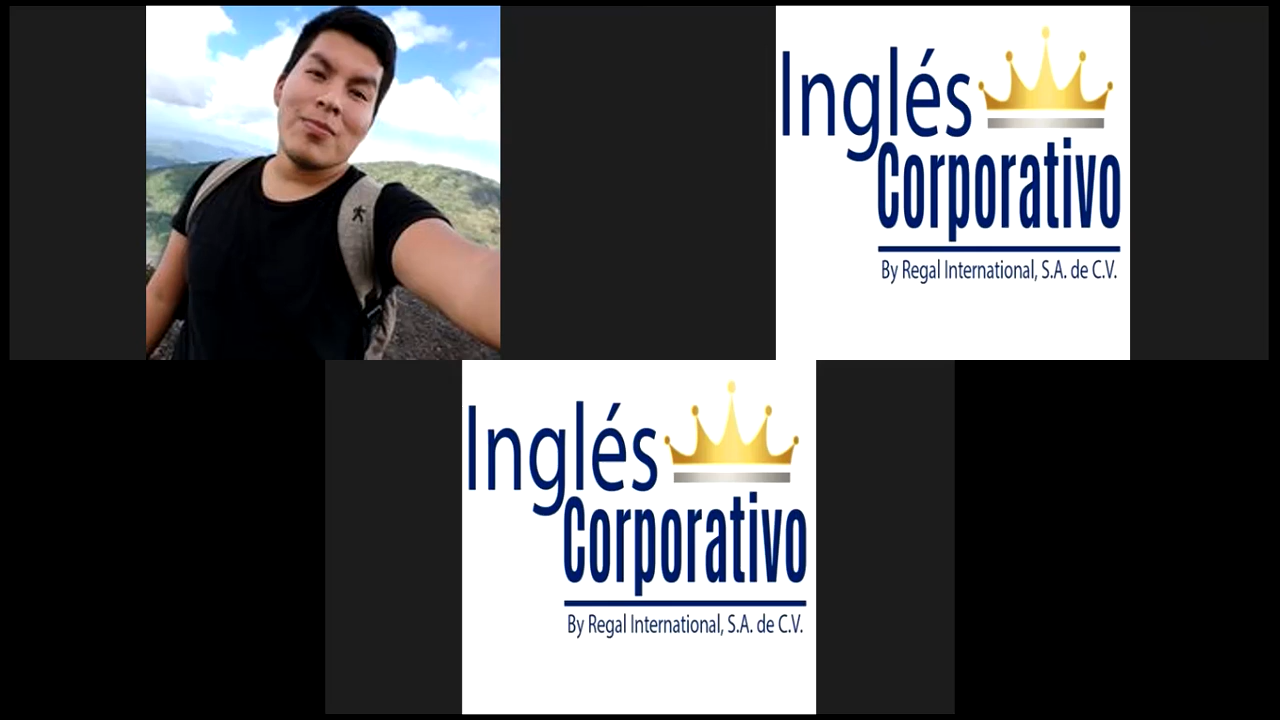 Inglés
Corporativo
By Regal International, S.A. de C.V.
Inglés
Corporativo
By Regal International, S.A. de C.V.